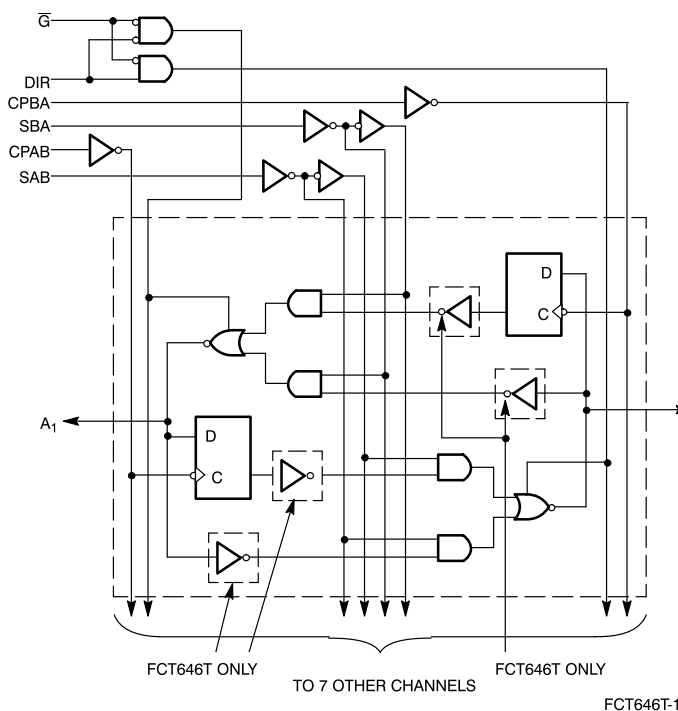 G
DIR
CPBA
SBA
CPAB
SAB
D
C
A1
D
C
FCT646T ONLY
FCT646T ONLY
TO 7 OTHER CHANNELS
FCT646T-1